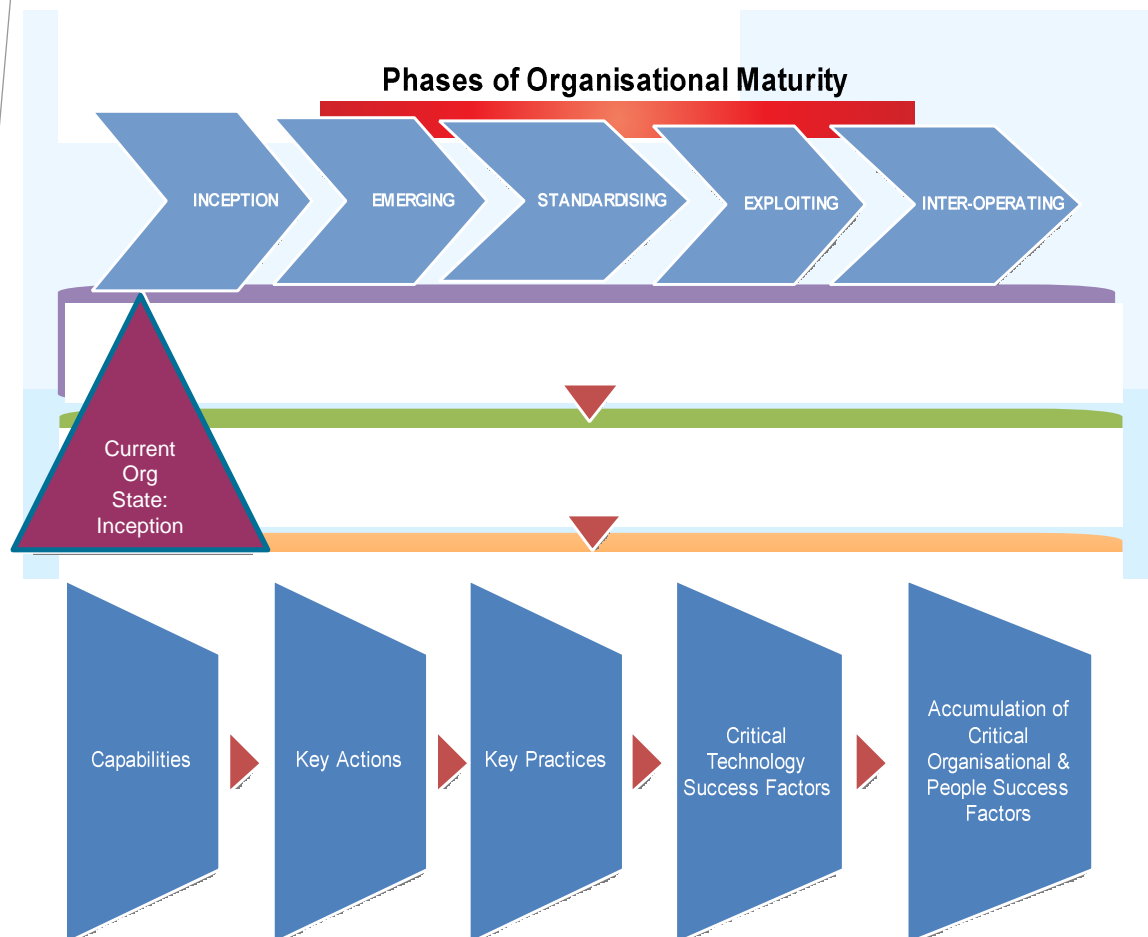 Phases of Organisational Maturity
INCEPTION
EMERGING
STANDARDISING
EXPLOITING
INTER-OPERATING
Current
Org
State:
Inception
Capabilities
Key Actions
Key Practices
Critical
Technology
Success Factors
Accumulation of
Critical
Organisational &
People Success
Factors